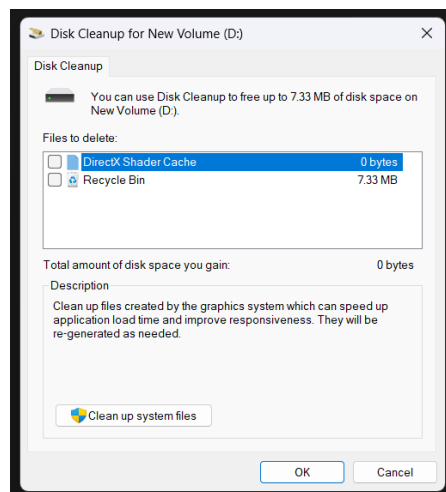 Disk Cleanup for New Volume (D:)
Disk Cleanup
You can use Disk Cleanup to free up to 7.33 MB of disk space on
New Volume (D:).
Files to delete:
DirectX Shader Cache 0 bytes
Recycle Bin 7.33 MB
Total amount of disk space you gain: 0 bytes
Description
Clean up files created by the graphics system which can speed up
application load time and improve responsiveness. They will be
re-generated as needed.
Clean up system files
OK Cancel